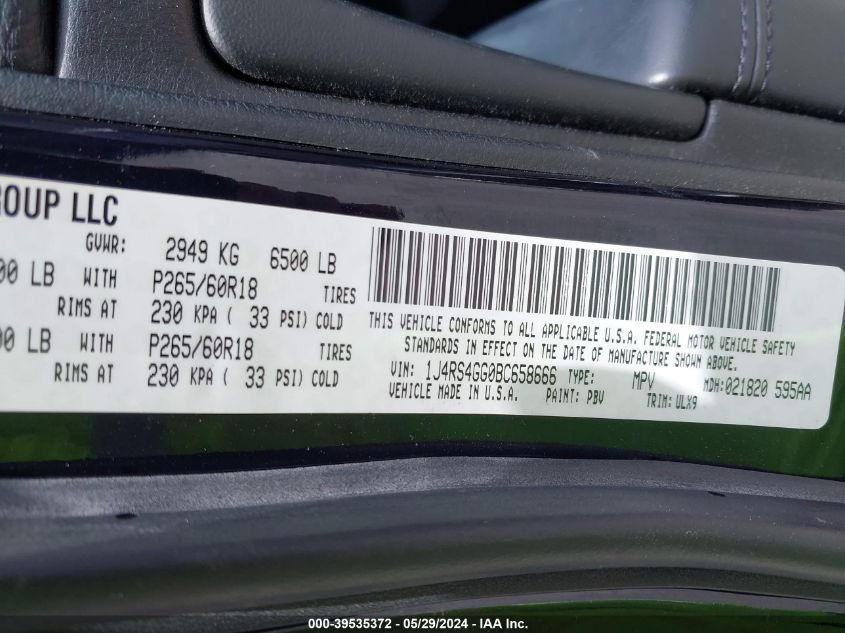 ROUP LLC
GVWR: 2949 KG 6500 LB
00 LB WITH P265/60R18 TIRES
RIMS AT 230 KPA ( 33 PSI) COLD
00 LB WITH P265/60R18 TIRES
RIMS AT 230 KPA ( 33 PSI) COLD
THIS VEHICLE CONFORMS TO ALL APPLICABLE U.S.A. FEDERAL MOTOR VEHICLE SAFETY
STANDARDS IN EFFECT ON THE DATE OF MANUFACTURE SHOWN ABOVE.
VIN: 1J4RS4GG0BC658666 TYPE: MPV MDH:021820 595AA
VEHICLE MADE IN U.S.A. PAINT: PBV TRIM: ULX9
000-39535372 - 05/29/2024 - IAA Inc.